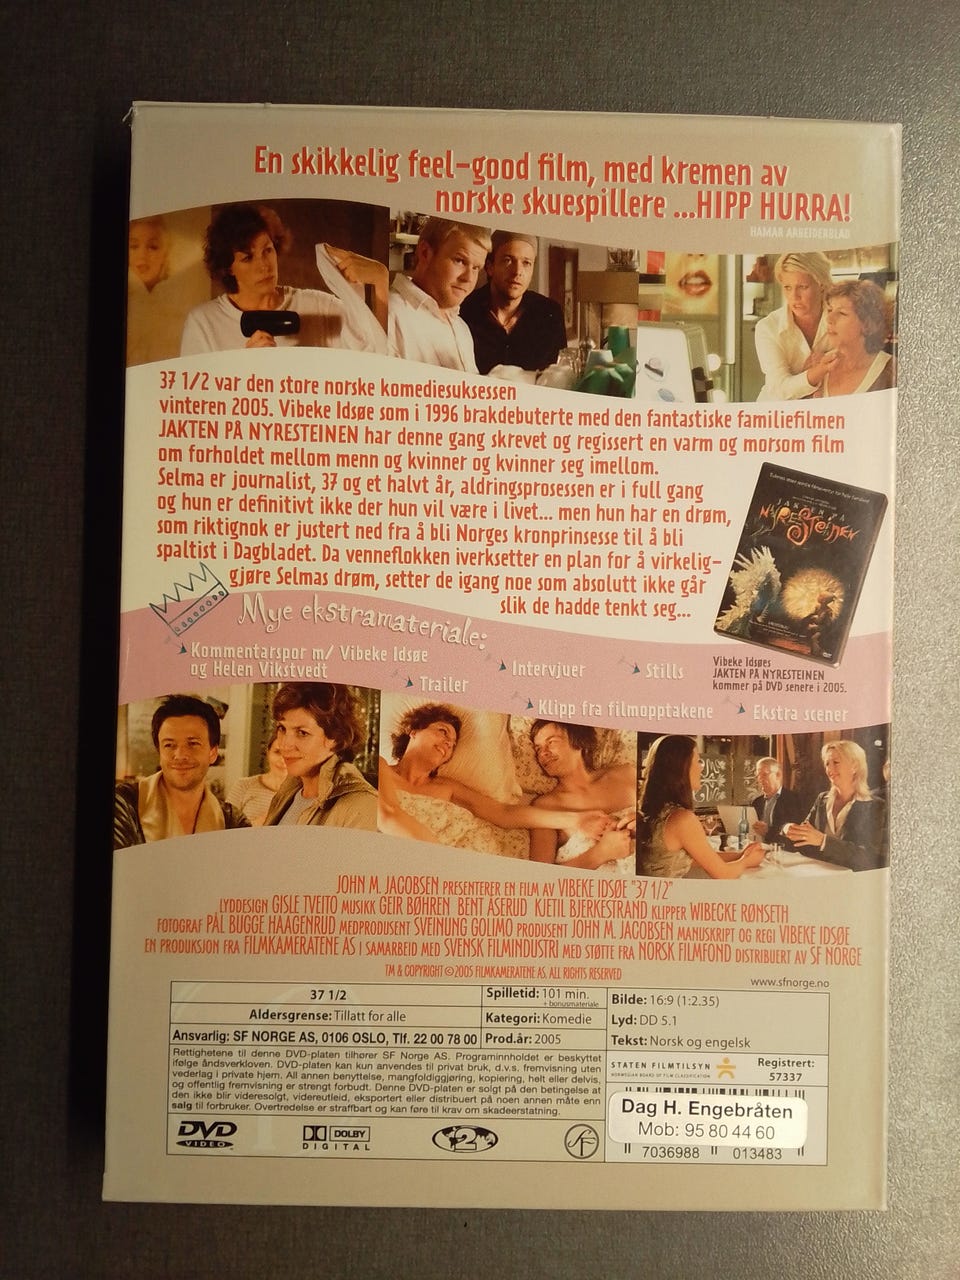 En skikkelig feel-good film, med kremen av
norske skuespillere ...HIPP HURRA!
HAMAR ARBEIDERBLAD
37 1/2 var den store norske komediesuksessen
vinteren 2005. Vibeke Idsøe som i 1996 brakdebuterte med den fantastiske familiefilmen
JAKTEN PÅ NYRESTEINEN har denne gang skrevet og regissert en varm og morsom film
om forholdet mellom menn og kvinner og kvinner seg imellom.
Selma er journalist, 37 og et halvt år, aldringsprosessen er i full gang
og hun er definitivt ikke der hun vil være i livet... men hun har en drøm,
som riktignok er justert ned fra å bli Norges kronprinsesse til å bli
spaltist i Dagbladet. Da venneflokken iverksetter en plan for å virkelig-
gjøre Selmas drøm, setter de igang noe som absolutt ikke går
slik de hadde tenkt seg...
JAKTEN PÅ
NYRESTEINEN
Mye ekstramateriale:
Kommentarspor m/ Vibeke Idsøe
og Helen Vikstvedt
Trailer
Intervjuer
Klipp fra filmopptakene
Stills
Ekstra scener
Vibeke Idsøes
JAKTEN PÅ NYRESTEINEN
kommer på DVD senere i 2005.
JOHN M. JACOBSEN PRESENTERER EN FILM AV VIBEKE IDSØE "37 1/2"
LYDDESIGN GISLE TVEITO MUSIKK GEIR BØHREN BENT ÅSERUD KJETIL BJERKESTRAND KLIPPER WIBECKE RØNSETH
FOTOGRAF PÅL BUGGE HAAGENRUD MEDPRODUSENT SVEINUNG GOLIMO PRODUSENT JOHN M. JACOBSEN MANUSKRIPT OG REGI VIBEKE IDSØE
EN PRODUKSJON FRA FILMKAMERATENE AS I SAMARBEID MED SVENSK FILMINDUSTRI MED STØTTE FRA NORSK FILMFOND DISTRIBUERT AV SF NORGE
TM & COPYRIGHT ©2005 FILMKAMERATENE AS. ALL RIGHTS RESERVED
www.sfnorge.no
37 1/2
Aldersgrense: Tillatt for alle
Ansvarlig: SF NORGE AS, 0106 OSLO, Tlf. 22 00 78 00
Spilletid: 101 min.
+ bonusmateriale
Kategori: Komedie
Prod.år: 2005
Bilde: 16:9 (1:2.35)
Lyd: DD 5.1
Tekst: Norsk og engelsk
Rettighetene til denne DVD-platen tilhører SF Norge AS. Programinnholdet er beskyttet
ifølge åndsverkloven. DVD-platen kan kun anvendes til privat bruk, d.v.s. fremvisning uten
vederlag i private hjem. All annen benyttelse, mangfoldiggjøring, kopiering, helt eller delvis,
og offentlig fremvisning er strengt forbudt. Denne DVD-platen er solgt på den betingelse at
den ikke blir videresolgt, videreutleid, eksportert eller distribuert på noen annen måte enn
salg til forbruker. Overtredelse er straffbart og kan føre til krav om skadeerstatning.
STATEN FILMTILSYN
NORWEGIAN BOARD OF FILM CLASSIFICATION
Registrert:
57337
Dag H. Engebråten
Mob: 95 80 44 60
7036988 013483
DVD
VIDEO
DOLBY
DIGITAL
2
SF